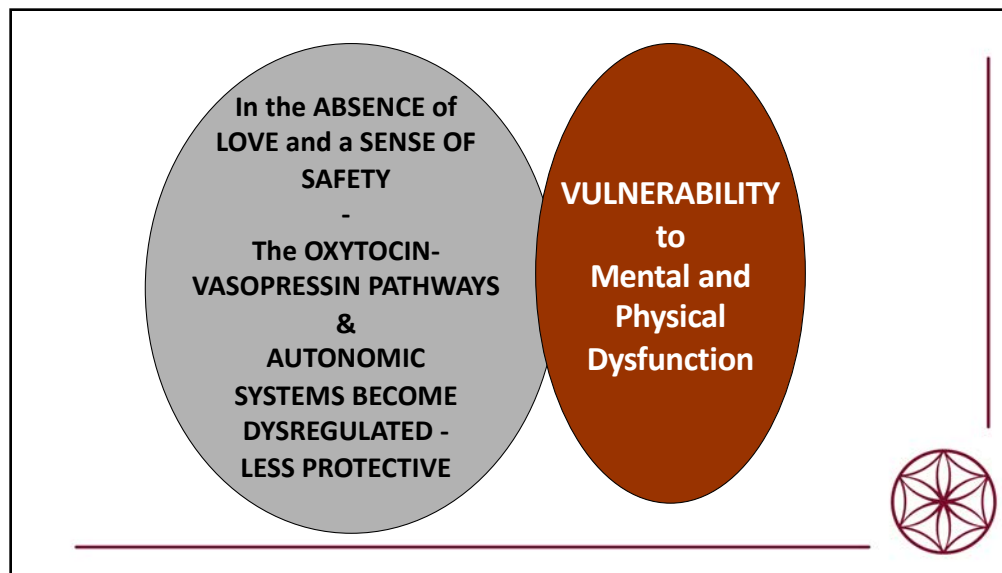 In the ABSENCE of
LOVE and a SENSE OF
SAFETY
-
The OXYTOCIN-
VASOPRESSIN PATHWAYS
&
AUTONOMIC
SYSTEMS BECOME
DYSREGULATED -
LESS PROTECTIVE
VULNERABILITY
to
Mental and
Physical
Dysfunction